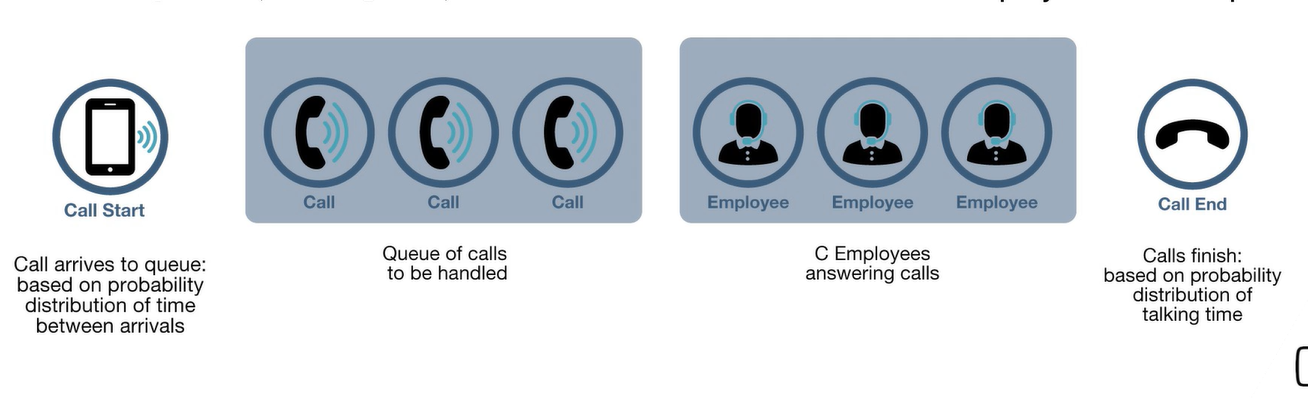 Call Start
Call arrives to queue:
based on probability
distribution of time
between arrivals
Call
Call
Call
Queue of calls
to be handled
Employee
Employee
Employee
C Employees
answering calls
Call End
Calls finish:
based on probability
distribution of
talking time